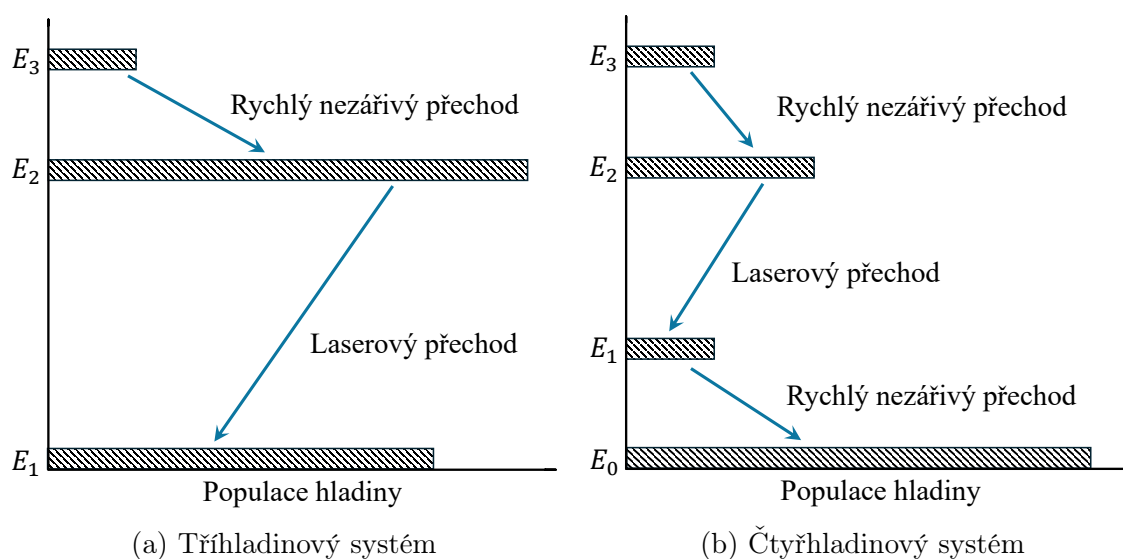 E₃
Rychlý nezářivý přechod
E₂
Laserový přechod
E₁
Populace hladiny
(a) Tříhladinový systém
E₃
Rychlý nezářivý přechod
E₂
Laserový přechod
E₁
Rychlý nezářivý přechod
E₀
Populace hladiny
(b) Čtyřhladinový systém